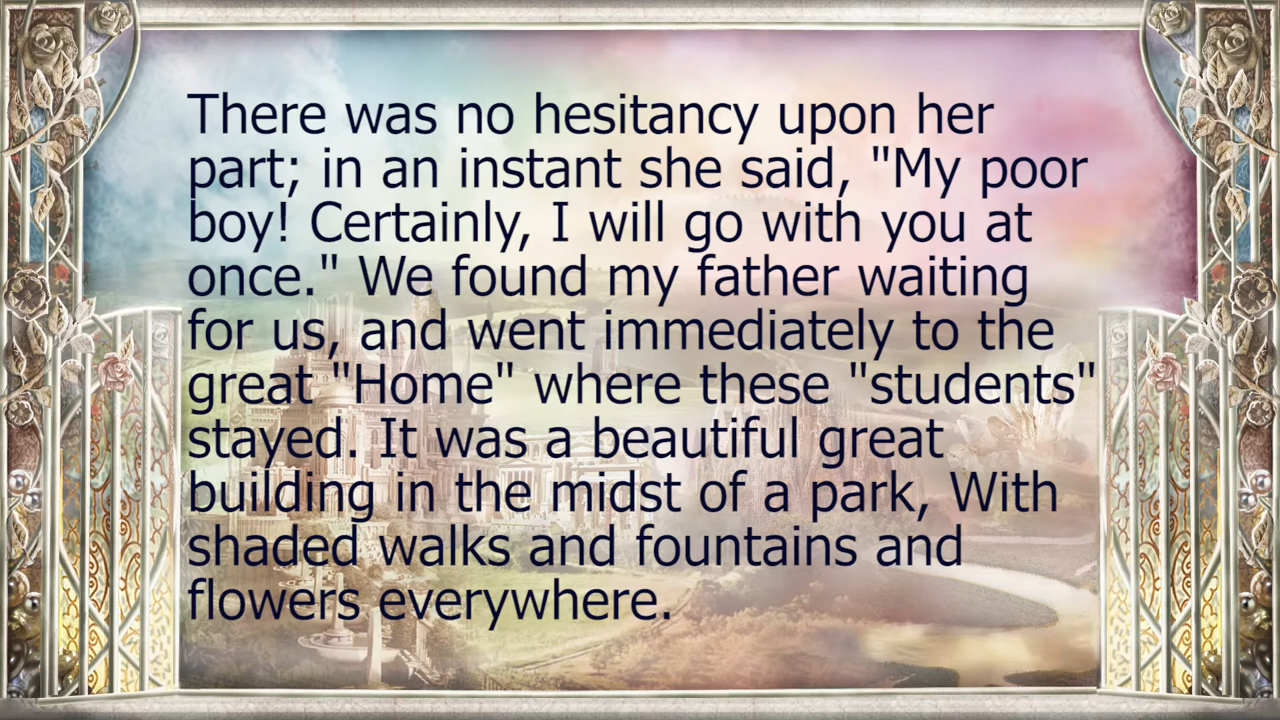 There was no hesitancy upon her
part; in an instant she said, "My poor
boy! Certainly, I will go with you at
once." We found my father waiting
for us, and went immediately to the
great "Home" where these "students"
stayed. It was a beautiful great
building in the midst of a park, With
shaded walks and fountains and
flowers everywhere.